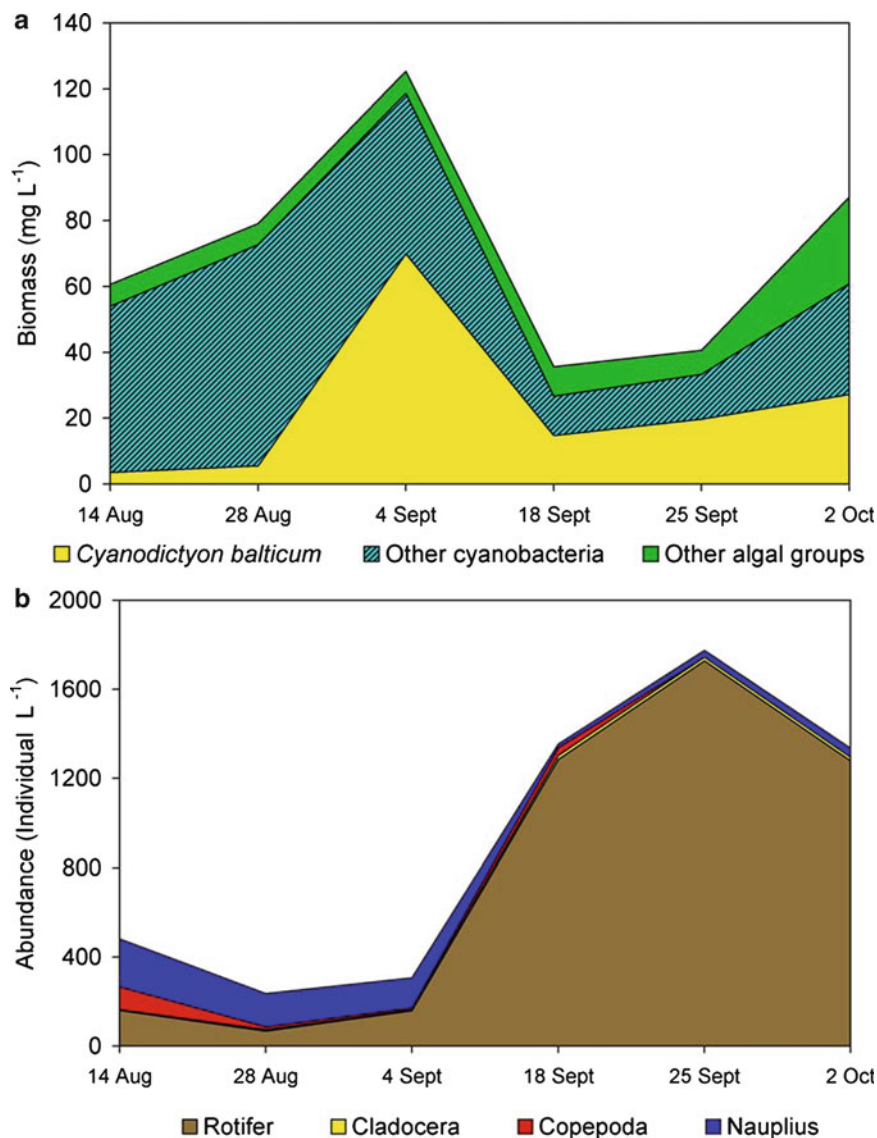 a
140
120
100
80
60
40
20
0
Biomass (mg L⁻¹)
14 Aug 28 Aug 4 Sept 18 Sept 25 Sept 2 Oct
Cyanodictyon balticum Other cyanobacteria Other algal groups
b
2000
1600
1200
800
400
0
Abundance (Individual L⁻¹)
14 Aug 28 Aug 4 Sept 18 Sept 25 Sept 2 Oct
Rotifer Cladocera Copepoda Nauplius